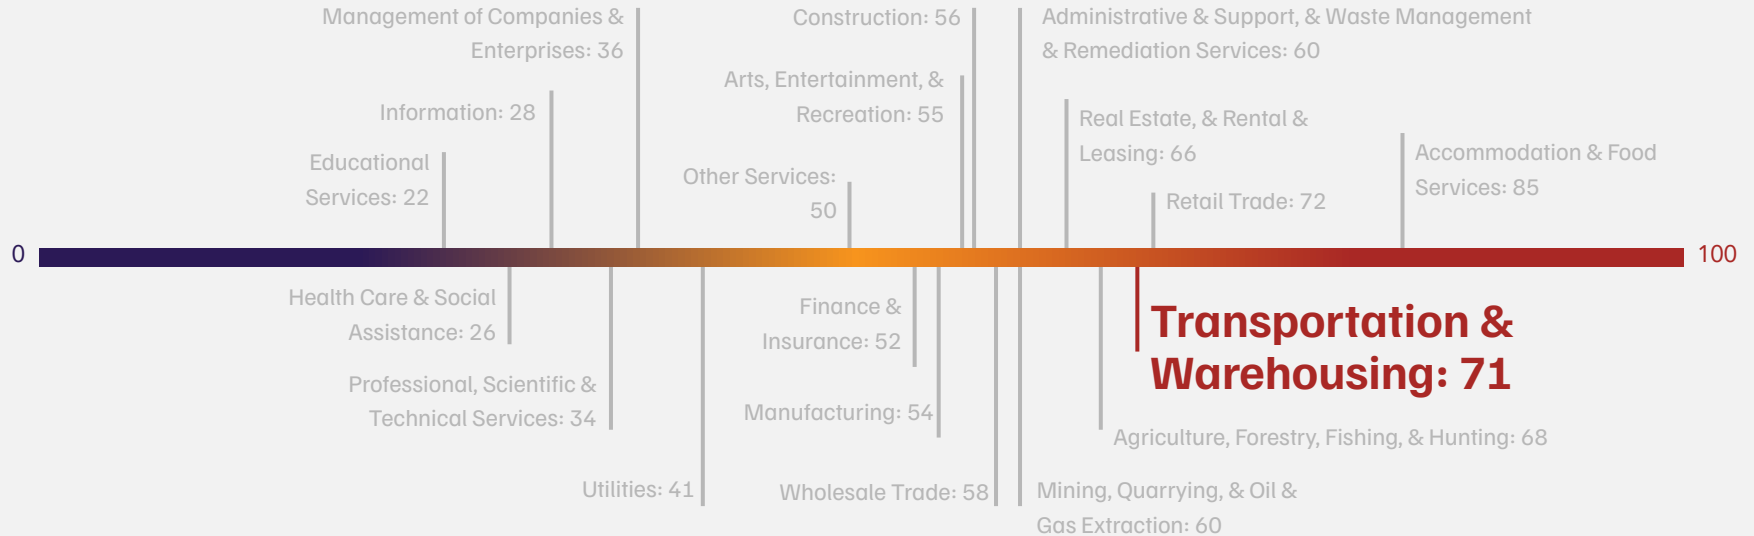 Management of Companies &
Enterprises: 36
Construction: 56
Administrative & Support, & Waste Management
& Remediation Services: 60
Arts, Entertainment, &
Recreation: 55
Information: 28
Real Estate, & Rental &
Leasing: 66
Educational
Services: 22
Other Services:
50
Accommodation & Food
Services: 85
Retail Trade: 72
0
100
Health Care & Social
Assistance: 26
Finance &
Insurance: 52
Transportation &
Warehousing: 71
Professional, Scientific &
Technical Services: 34
Manufacturing: 54
Agriculture, Forestry, Fishing, & Hunting: 68
Utilities: 41
Wholesale Trade: 58
Mining, Quarrying, & Oil &
Gas Extraction: 60